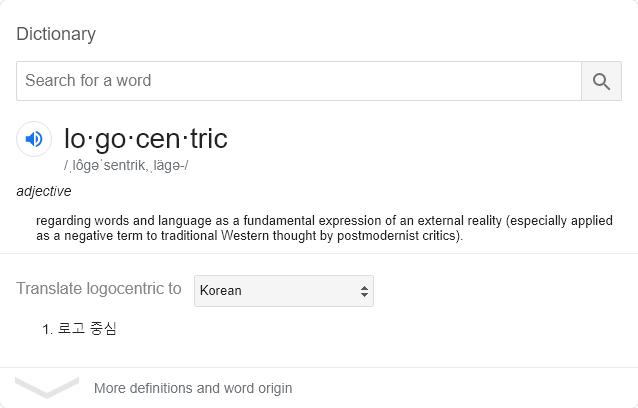 Dictionary
Search for a word
lo·go·cen·tric
/ˌlôɡəˈsentrik,ˌläɡə-/
adjective
regarding words and language as a fundamental expression of an external reality (especially applied
as a negative term to traditional Western thought by postmodernist critics).
Translate logocentric to Korean
1. 로고 중심
More definitions and word origin